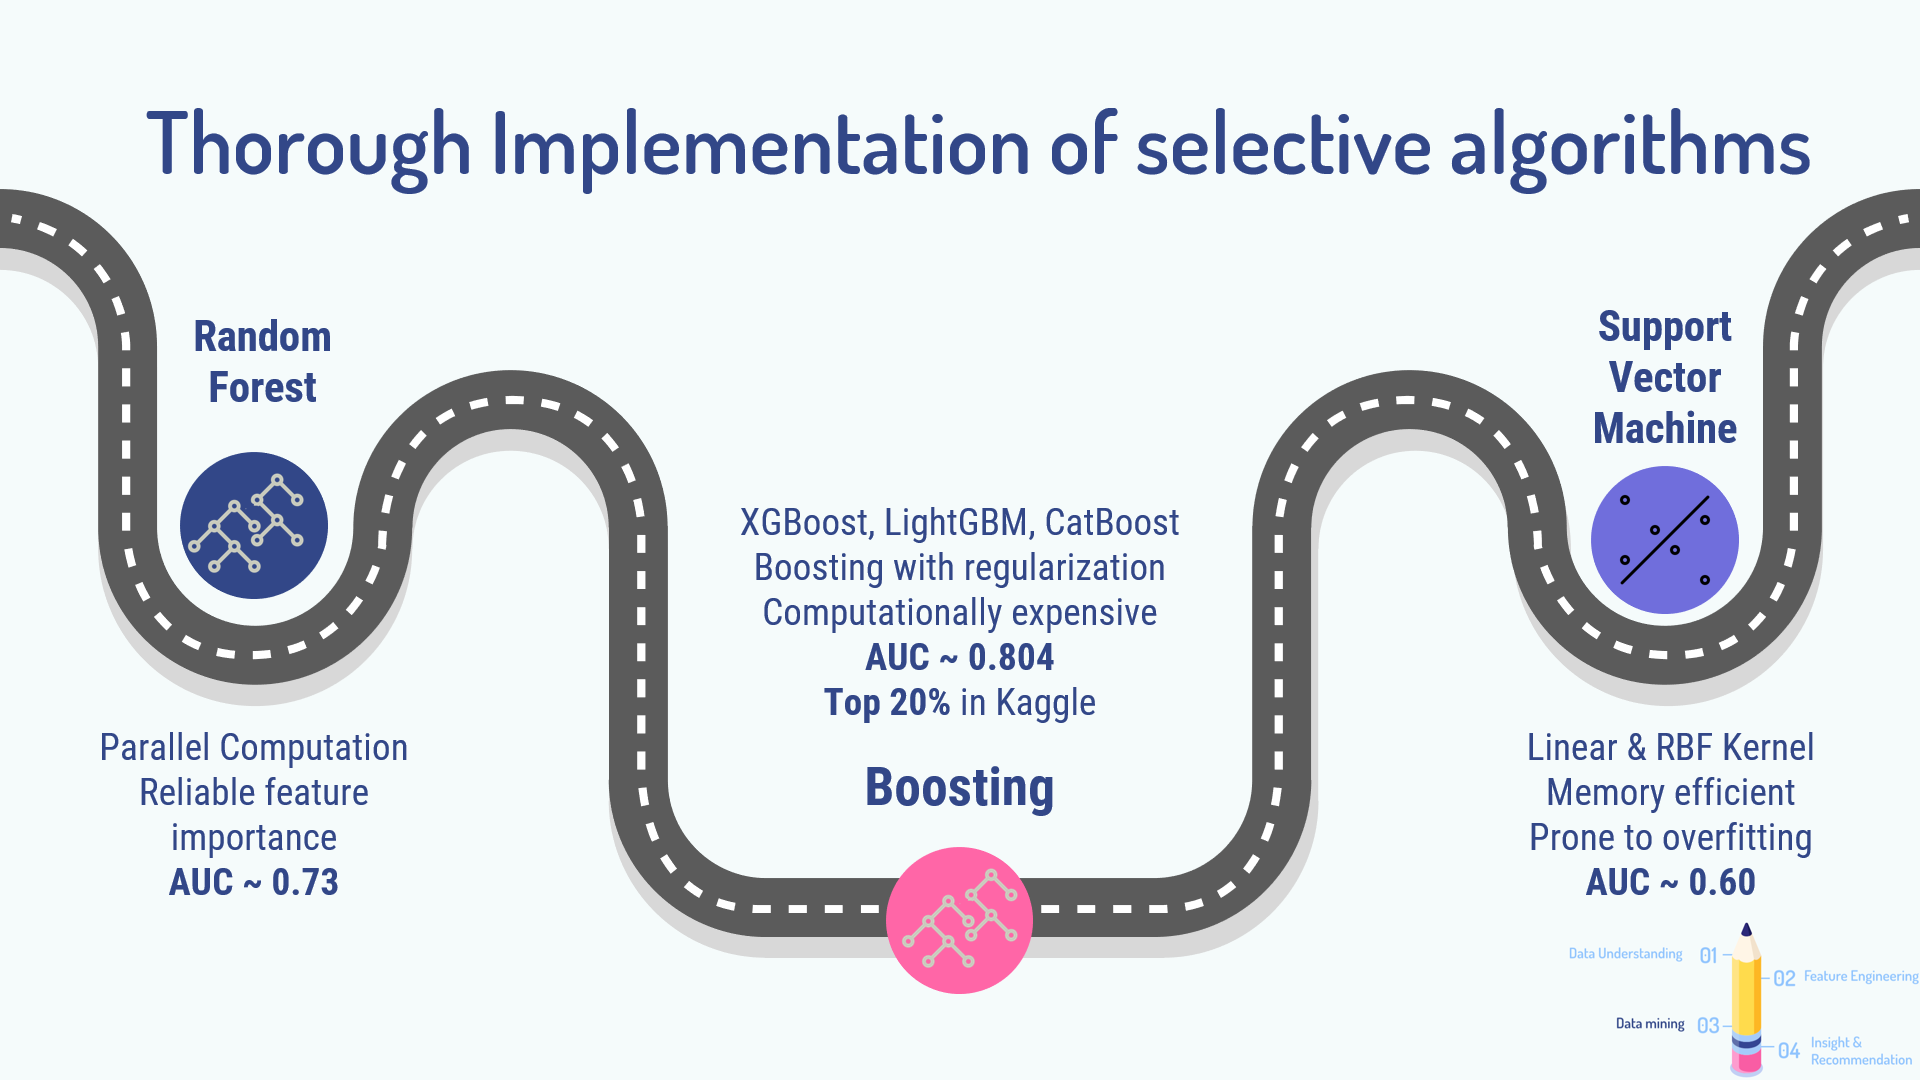 Thorough Implementation of selective algorithms
Random
Forest
Parallel Computation
Reliable feature
importance
AUC ~ 0.73
XGBoost, LightGBM, CatBoost
Boosting with regularization
Computationally expensive
AUC ~ 0.804
Top 20% in Kaggle
Boosting
Support
Vector
Machine
Linear & RBF Kernel
Memory efficient
Prone to overfitting
AUC ~ 0.60
Data Understanding 01
02 Feature Engineering
Data mining 03
04 Insight &
Recommendation